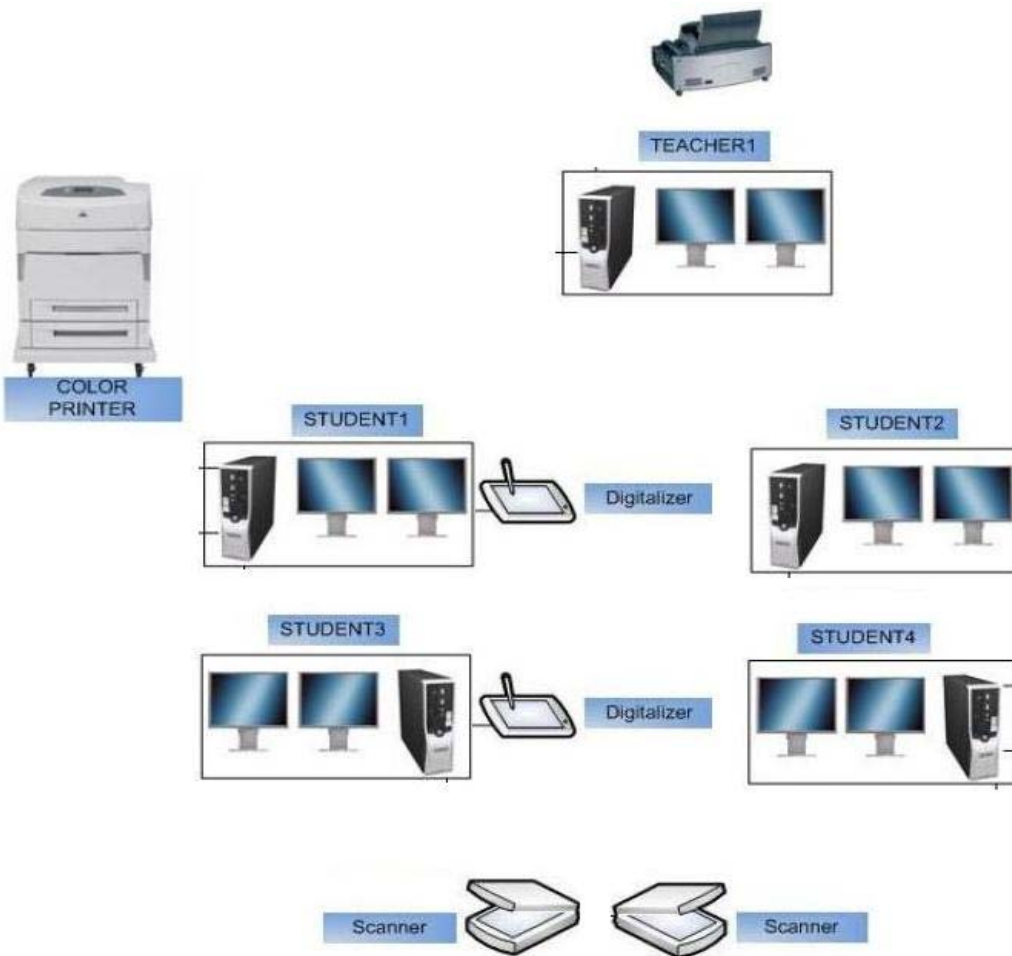 TEACHER1
COLOR
PRINTER
STUDENT1
STUDENT2
Digitalizer
STUDENT3
STUDENT4
Digitalizer
Scanner
Scanner